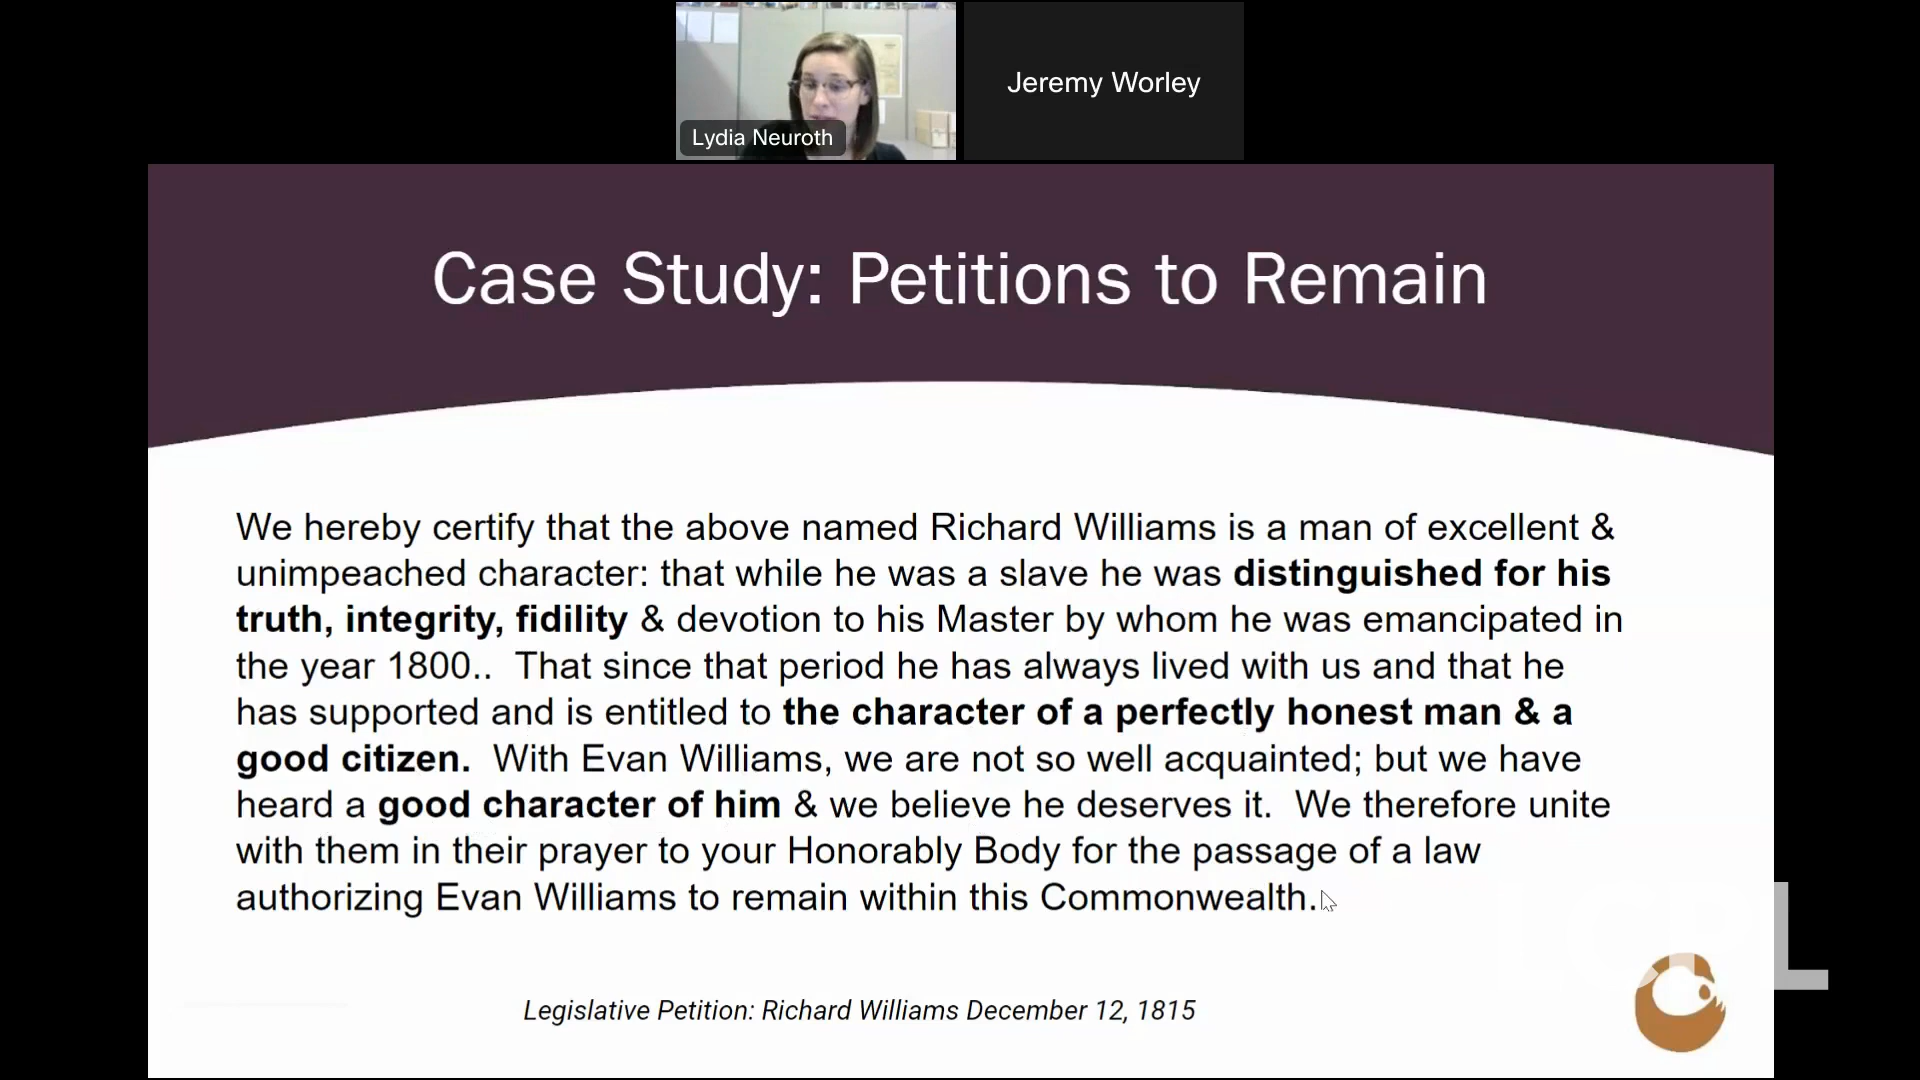 Lydia Neuroth
Jeremy Worley
Case Study: Petitions to Remain
We hereby certify that the above named Richard Williams is a man of excellent &
unimpeached character: that while he was a slave he was distinguished for his
truth, integrity, fidility & devotion to his Master by whom he was emancipated in
the year 1800.. That since that period he has always lived with us and that he
has supported and is entitled to the character of a perfectly honest man & a
good citizen. With Evan Williams, we are not so well acquainted; but we have
heard a good character of him & we believe he deserves it. We therefore unite
with them in their prayer to your Honorably Body for the passage of a law
authorizing Evan Williams to remain within this Commonwealth.
Legislative Petition: Richard Williams December 12, 1815